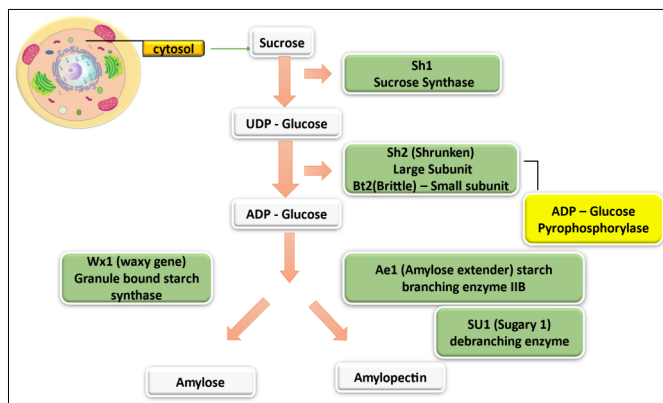 cytosol
Sucrose
Sh1
Sucrose Synthase
UDP - Glucose
Sh2 (Shrunken)
Large Subunit
Bt2(Brittle) – Small subunit
ADP – Glucose
Pyrophosphorylase
ADP - Glucose
Wx1 (waxy gene)
Granule bound starch
synthase
Ae1 (Amylose extender) starch
branching enzyme IIB
SU1 (Sugary 1)
debranching enzyme
Amylose
Amylopectin